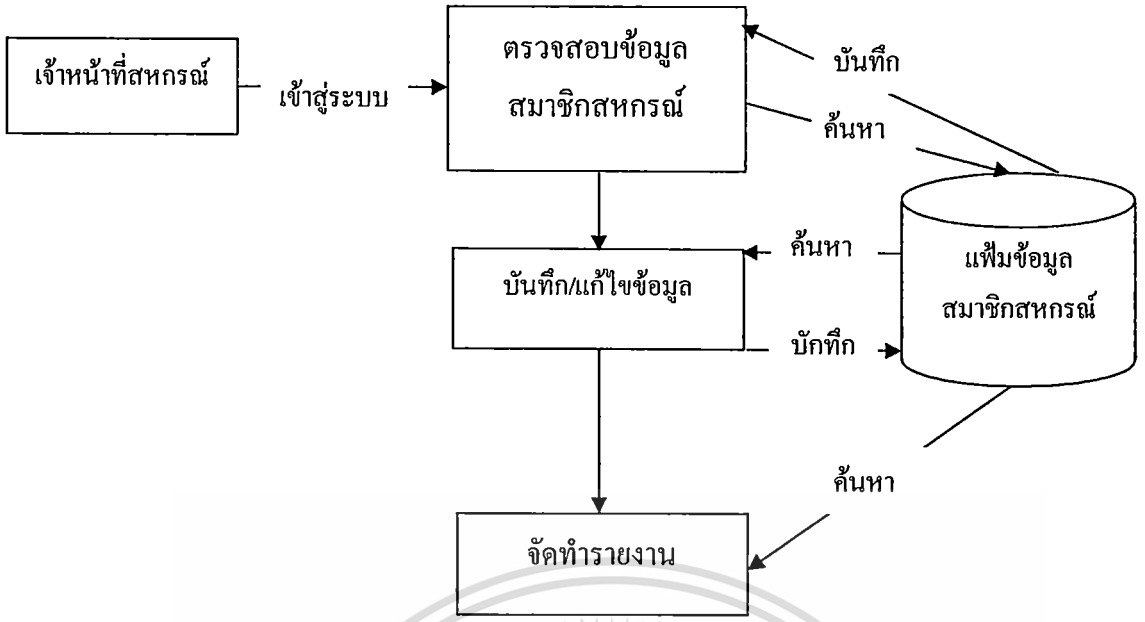 เจ้าหน้าที่สหกรณ์
เข้าสู่ระบบ
ตรวจสอบข้อมูล
สมาชิกสหกรณ์
บันทึก
ค้นหา
บันทึก/แก้ไขข้อมูล
ค้นหา
แฟ้มข้อมูล
สมาชิกสหกรณ์
บักทึก
ค้นหา
จัดทำรายงาน